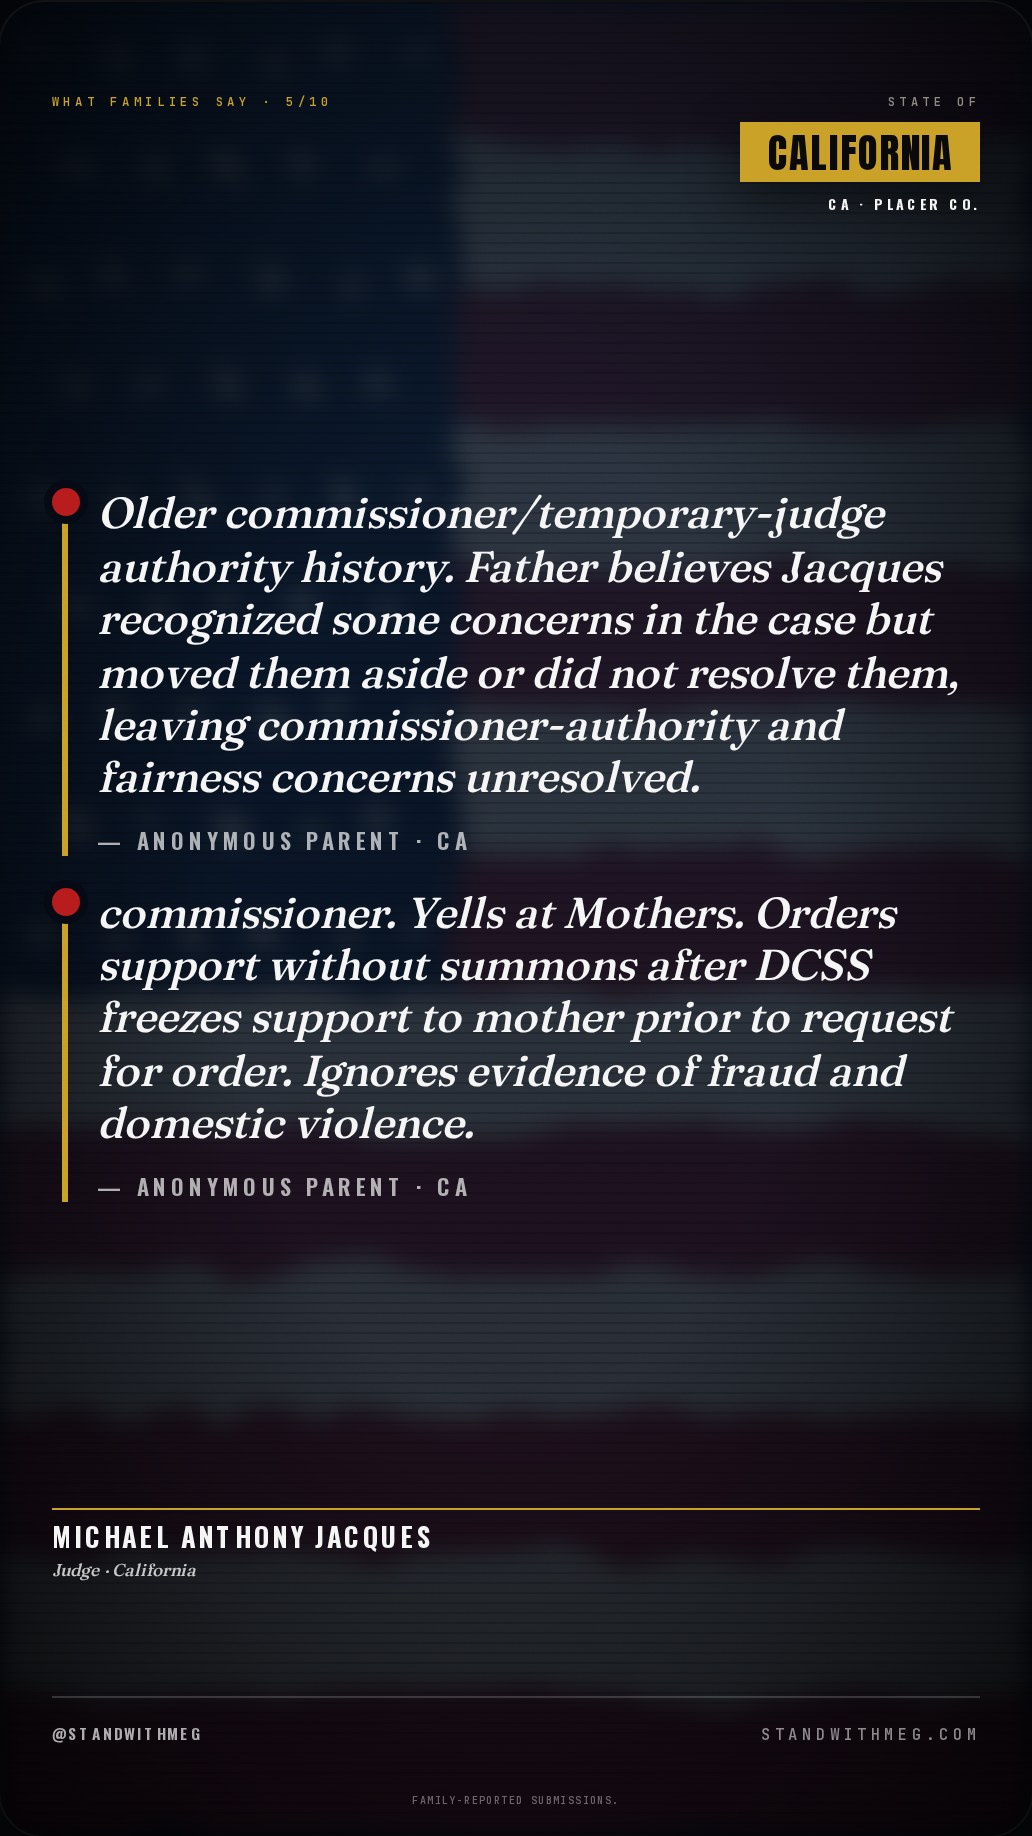 WHAT FAMILIES SAY · 5/10
STATE OF
CALIFORNIA
CA · PLACER CO.
Older commissioner/temporary-judge
authority history. Father believes Jacques
recognized some concerns in the case but
moved them aside or did not resolve them,
leaving commissioner-authority and
fairness concerns unresolved.
— ANONYMOUS PARENT · CA
commissioner. Yells at Mothers. Orders
support without summons after DCSS
freezes support to mother prior to request
for order. Ignores evidence of fraud and
domestic violence.
— ANONYMOUS PARENT · CA
MICHAEL ANTHONY JACQUES
Judge · California
@STANDWITHMEG
STANDWITHMEG.COM
FAMILY-REPORTED SUBMISSIONS.